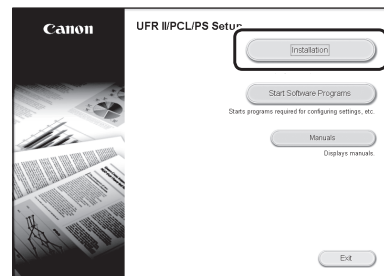 Canon
UFR II/PCL/PS Setup
Installation
Start Software Programs
Starts programs required for configuring settings, etc.
Manuals
Displays manuals.
Exit